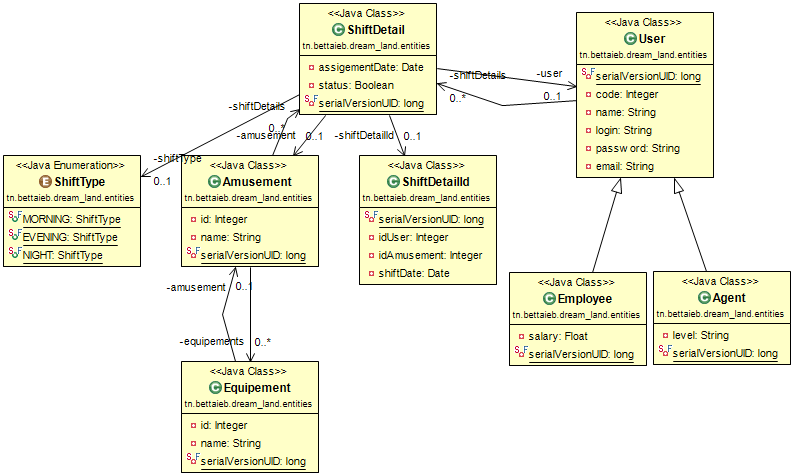 <<Java Class>>
ShiftDetail
tn.bettaieb.dream_land.entities
assigementDate: Date
status: Boolean
serialVersionUID: long
<<Java Class>>
User
tn.bettaieb.dream_land.entities
serialVersionUID: long
code: Integer
name: String
login: String
password: String
email: String
-user
0..1
-shiftDetails
0..*
-shiftDetails
0..*
-amusement
0..1
-shiftDetailId
0..1
-shiftType
0..1
<<Java Enumeration>>
ShiftType
tn.bettaieb.dream_land.entities
MORNING: ShiftType
EVENING: ShiftType
NIGHT: ShiftType
<<Java Class>>
Amusement
tn.bettaieb.dream_land.entities
id: Integer
name: String
serialVersionUID: long
<<Java Class>>
ShiftDetailId
tn.bettaieb.dream_land.entities
serialVersionUID: long
idUser: Integer
idAmusement: Integer
shiftDate: Date
-amusement
0..1
-equipements
0..*
<<Java Class>>
Employee
tn.bettaieb.dream_land.entities
salary: Float
serialVersionUID: long
<<Java Class>>
Agent
tn.bettaieb.dream_land.entities
level: String
serialVersionUID: long
<<Java Class>>
Equipement
tn.bettaieb.dream_land.entities
id: Integer
name: String
serialVersionUID: long